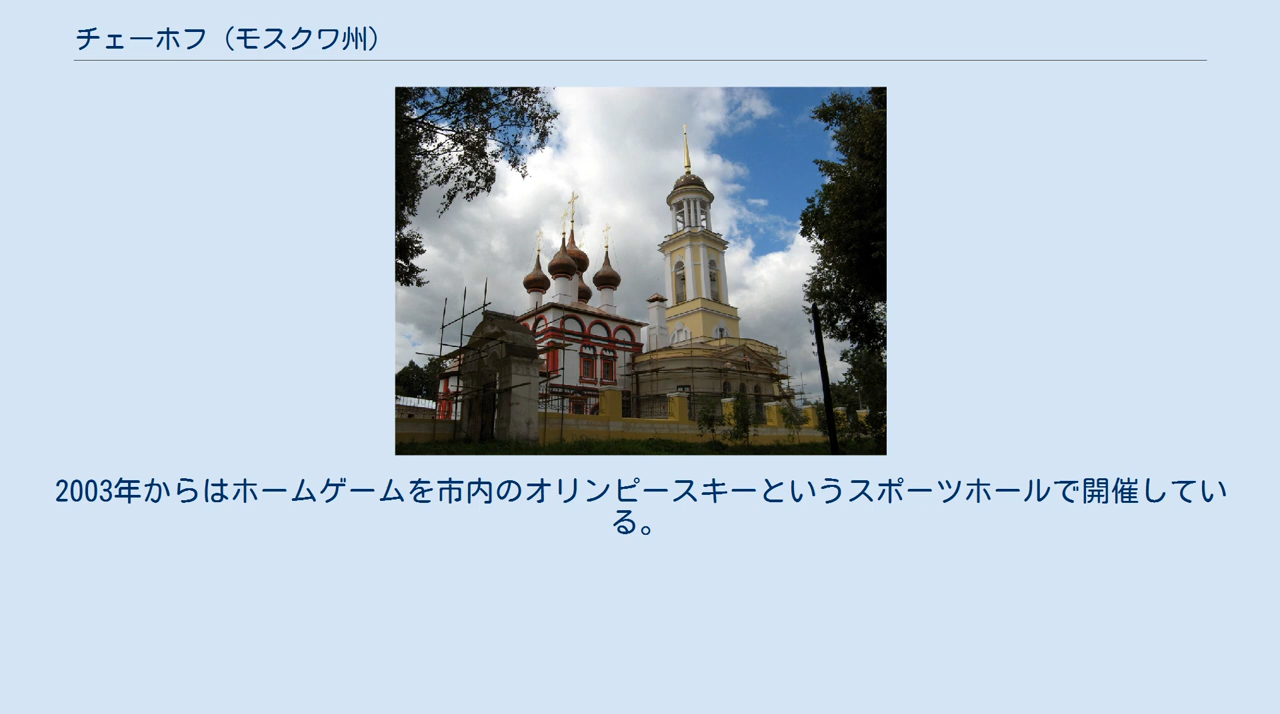 チェーホフ（モスクワ州）
2003年からはホームゲームを市内のオリンピースキーというスポーツホールで開催してい
る。